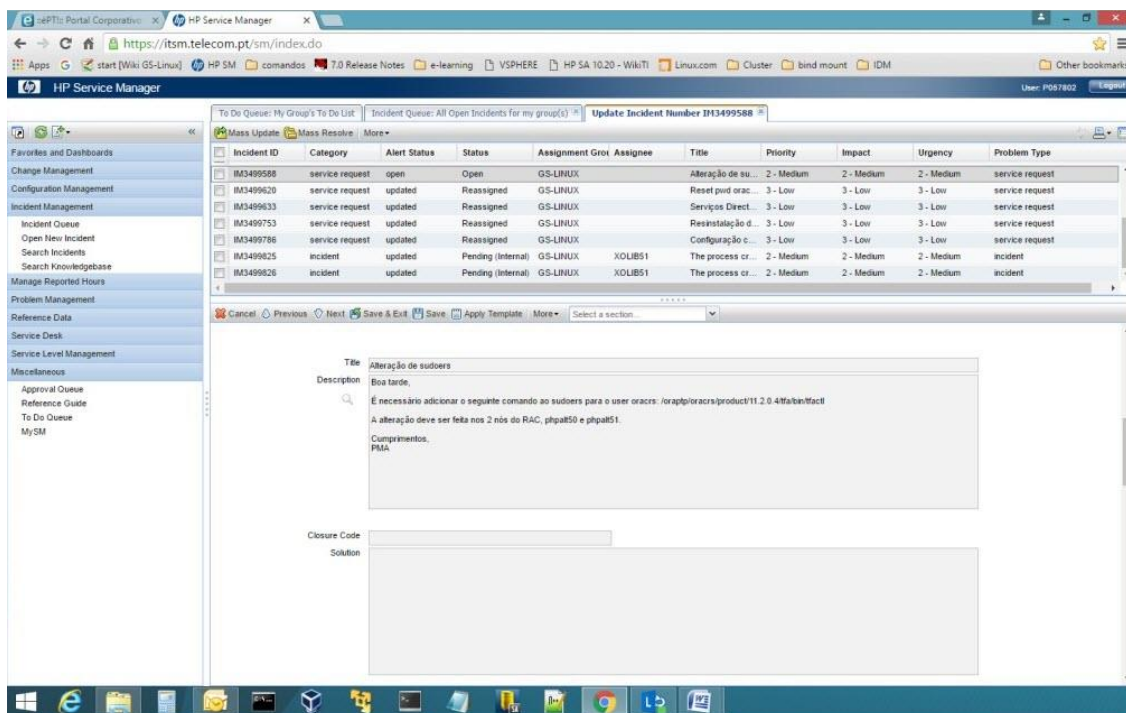 :::éPT!:: Portal Corporativo
HP Service Manager
https://itsm.telecom.pt/sm/index.do
Apps
start [Wiki GS-Linux]
HP SM
comandos
7.0 Release Notes
e-learning
VSPHERE
HP SA 10.20 - WikiTI
Linux.com
Cluster
bind mount
IDM
Other bookmarks
HP Service Manager
User: P057802
Logout
To Do Queue: My Group's To Do List
Incident Queue: All Open Incidents for my group(s)
Update Incident Number IM3499588
Mass Update Mass Resolve More
Favorites and Dashboards
Change Management
Configuration Management
Incident Management
Incident Queue
Open New Incident
Search Incidents
Search Knowledgebase
Manage Reported Hours
Problem Management
Reference Data
Service Desk
Service Level Management
Miscellaneous
Approval Queue
Reference Guide
To Do Queue
MySM
Incident ID Category Alert Status Status Assignment Grou Assignee Title Priority Impact Urgency Problem Type
IM3499588 service request open Open GS-LINUX Alteração de su... 2 - Medium 2 - Medium 2 - Medium service request
IM3499620 service request updated Reassigned GS-LINUX Reset pwd orac... 3 - Low 3 - Low 3 - Low service request
IM3499633 service request updated Reassigned GS-LINUX Serviços Direct... 3 - Low 3 - Low 3 - Low service request
IM3499753 service request updated Reassigned GS-LINUX Resinstalação d... 3 - Low 3 - Low 3 - Low service request
IM3499786 service request updated Reassigned GS-LINUX Configuração c... 3 - Low 3 - Low 3 - Low service request
IM3499825 incident updated Pending (Internal) GS-LINUX XOLIB51 The process cr... 2 - Medium 2 - Medium 2 - Medium incident
IM3499826 incident updated Pending (Internal) GS-LINUX XOLIB51 The process cr... 2 - Medium 2 - Medium 2 - Medium incident
Cancel Previous Next Save & Exit Save Apply Template More Select a section...
Title
Alteração de sudoers
Description
Boa tarde,
É necessário adicionar o seguinte comando ao sudoers para o user oracrs: /oraptp/oracrs/product/11.2.0.4/tfa/bin/tfactl
A alteração deve ser feita nos 2 nós do RAC, phpalt50 e phpalt51.
Cumprimentos,
PMA
Closure Code
Solution